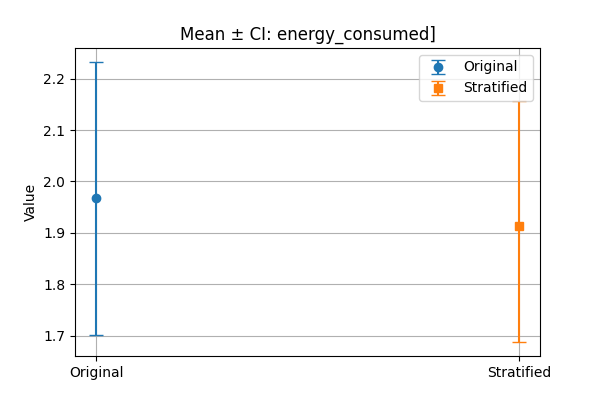 Mean ± CI: energy_consumed]
Original
Stratified
Value
2.2
2.1
2.0
1.9
1.8
1.7
Original
Stratified